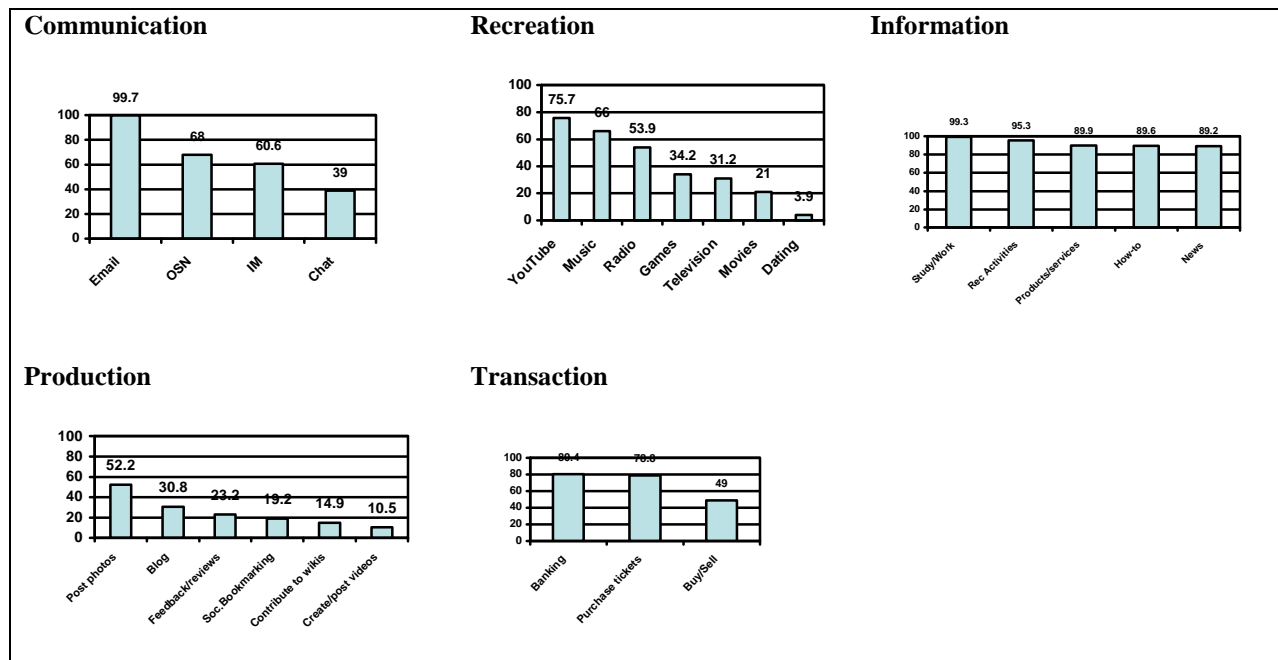 Communication
99.7
68
60.6
39
100
80
60
40
20
0
Email
OSN
IM
Chat
Recreation
75.7
66
53.9
34.2
31.2
21
3.9
100
80
60
40
20
0
YouTube
Music
Radio
Games
Television
Movies
Dating
Information
99.3
95.3
89.9
89.6
89.2
100
80
60
40
20
0
Study/Work
Rec Activities
Products/services
How-to
News
Production
52.2
30.8
23.2
19.2
14.9
10.5
100
80
60
40
20
0
Post photos
Blog
Feedback/reviews
Soc.Bookmarking
Contribute to wikis
Create/post videos
Transaction
80.4
78.8
49
100
80
60
40
20
0
Banking
Purchase tickets
Buy/Sell